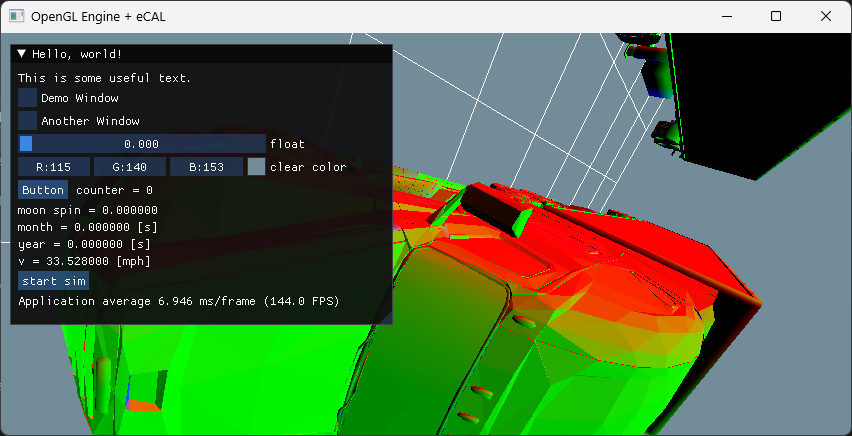 OpenGL Engine + eCAL
Hello, world!
This is some useful text.
Demo Window
Another Window
0.000 float
R:115 G:140 B:153 clear color
Button counter = 0
moon spin = 0.000000
month = 0.000000 [s]
year = 0.000000 [s]
v = 33.528000 [mph]
start sim
Application average 6.946 ms/frame (144.0 FPS)